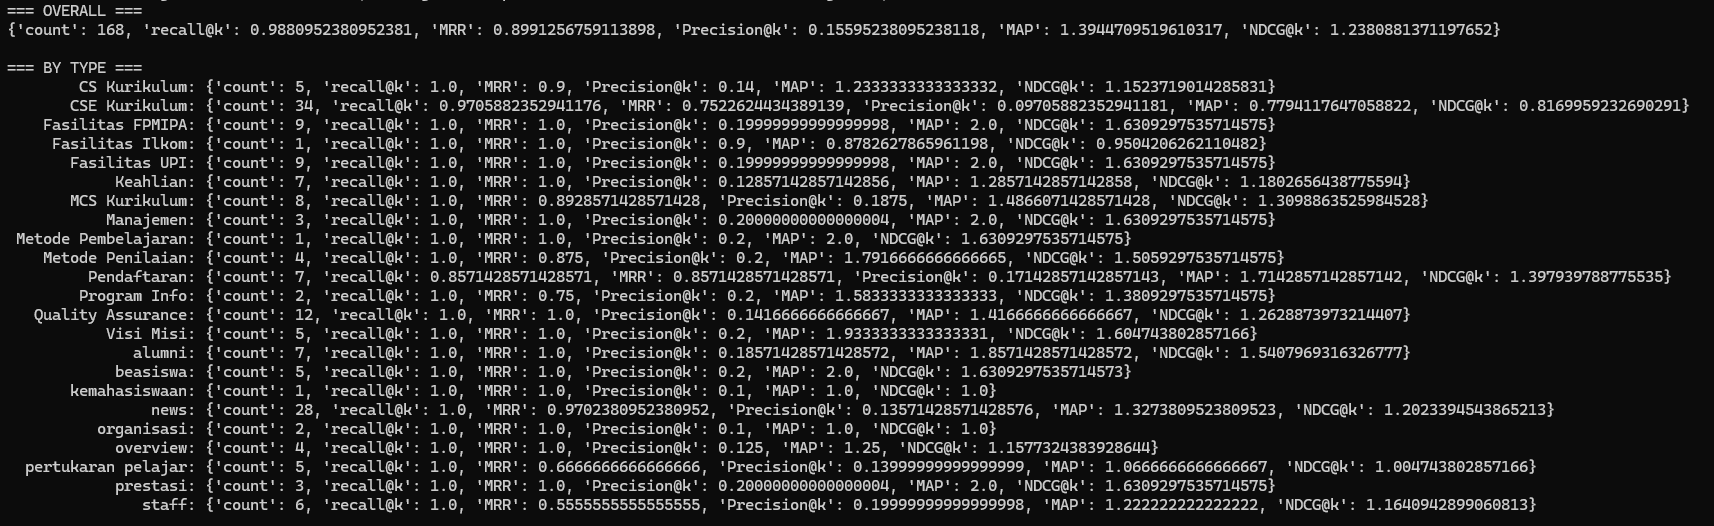 === OVERALL ===
{'count': 168, 'recall@k': 0.9880952380952381, 'MRR': 0.8991256759113898, 'Precision@k': 0.15595238095238118, 'MAP': 1.3944709519610317, 'NDCG@k': 1.2380881371197652}
=== BY TYPE ===
CS Kurikulum: {'count': 5, 'recall@k': 1.0, 'MRR': 0.9, 'Precision@k': 0.14, 'MAP': 1.2333333333333332, 'NDCG@k': 1.1523719014285831}
CSE Kurikulum: {'count': 34, 'recall@k': 0.9705882352941176, 'MRR': 0.7522624434389139, 'Precision@k': 0.09705882352941181, 'MAP': 0.7794117647058822, 'NDCG@k': 0.8169959232690291}
Fasilitas FPMIPA: {'count': 9, 'recall@k': 1.0, 'MRR': 1.0, 'Precision@k': 0.19999999999999998, 'MAP': 2.0, 'NDCG@k': 1.6309297535714575}
Fasilitas Ilkom: {'count': 1, 'recall@k': 1.0, 'MRR': 1.0, 'Precision@k': 0.9, 'MAP': 0.8782627865961198, 'NDCG@k': 0.9504206262110482}
Fasilitas UPI: {'count': 9, 'recall@k': 1.0, 'MRR': 1.0, 'Precision@k': 0.19999999999999998, 'MAP': 2.0, 'NDCG@k': 1.6309297535714575}
Keahlian: {'count': 7, 'recall@k': 1.0, 'MRR': 1.0, 'Precision@k': 0.12857142857142856, 'MAP': 1.2857142857142858, 'NDCG@k': 1.1802656438775594}
MCS Kurikulum: {'count': 8, 'recall@k': 1.0, 'MRR': 0.8928571428571428, 'Precision@k': 0.1875, 'MAP': 1.4866071428571428, 'NDCG@k': 1.3098863525984528}
Manajemen: {'count': 3, 'recall@k': 1.0, 'MRR': 1.0, 'Precision@k': 0.20000000000000004, 'MAP': 2.0, 'NDCG@k': 1.6309297535714575}
Metode Pembelajaran: {'count': 1, 'recall@k': 1.0, 'MRR': 1.0, 'Precision@k': 0.2, 'MAP': 2.0, 'NDCG@k': 1.6309297535714575}
Metode Penilaian: {'count': 4, 'recall@k': 1.0, 'MRR': 0.875, 'Precision@k': 0.2, 'MAP': 1.7916666666666665, 'NDCG@k': 1.5059297535714575}
Pendaftaran: {'count': 7, 'recall@k': 0.8571428571428571, 'MRR': 0.8571428571428571, 'Precision@k': 0.17142857142857143, 'MAP': 1.7142857142857142, 'NDCG@k': 1.397939788775535}
Program Info: {'count': 2, 'recall@k': 1.0, 'MRR': 0.75, 'Precision@k': 0.2, 'MAP': 1.5833333333333333, 'NDCG@k': 1.3809297535714575}
Quality Assurance: {'count': 12, 'recall@k': 1.0, 'MRR': 1.0, 'Precision@k': 0.1416666666666667, 'MAP': 1.4166666666666667, 'NDCG@k': 1.2628873973214407}
Visi Misi: {'count': 5, 'recall@k': 1.0, 'MRR': 1.0, 'Precision@k': 0.2, 'MAP': 1.9333333333333331, 'NDCG@k': 1.604743802857166}
alumni: {'count': 7, 'recall@k': 1.0, 'MRR': 1.0, 'Precision@k': 0.18571428571428572, 'MAP': 1.8571428571428572, 'NDCG@k': 1.5407969316326777}
beasiswa: {'count': 5, 'recall@k': 1.0, 'MRR': 1.0, 'Precision@k': 0.2, 'MAP': 2.0, 'NDCG@k': 1.6309297535714573}
kemahasiswaan: {'count': 1, 'recall@k': 1.0, 'MRR': 1.0, 'Precision@k': 0.1, 'MAP': 1.0, 'NDCG@k': 1.0}
news: {'count': 28, 'recall@k': 1.0, 'MRR': 0.9702380952380952, 'Precision@k': 0.13571428571428576, 'MAP': 1.3273809523809523, 'NDCG@k': 1.2023394543865213}
organisasi: {'count': 2, 'recall@k': 1.0, 'MRR': 1.0, 'Precision@k': 0.1, 'MAP': 1.0, 'NDCG@k': 1.0}
overview: {'count': 4, 'recall@k': 1.0, 'MRR': 1.0, 'Precision@k': 0.125, 'MAP': 1.25, 'NDCG@k': 1.1577324383928644}
pertukaran pelajar: {'count': 5, 'recall@k': 1.0, 'MRR': 0.6666666666666666, 'Precision@k': 0.13999999999999999, 'MAP': 1.0666666666666667, 'NDCG@k': 1.004743802857166}
prestasi: {'count': 3, 'recall@k': 1.0, 'MRR': 1.0, 'Precision@k': 0.20000000000000004, 'MAP': 2.0, 'NDCG@k': 1.6309297535714575}
staff: {'count': 6, 'recall@k': 1.0, 'MRR': 0.5555555555555555, 'Precision@k': 0.19999999999999998, 'MAP': 1.222222222222222, 'NDCG@k': 1.1640942899060813}